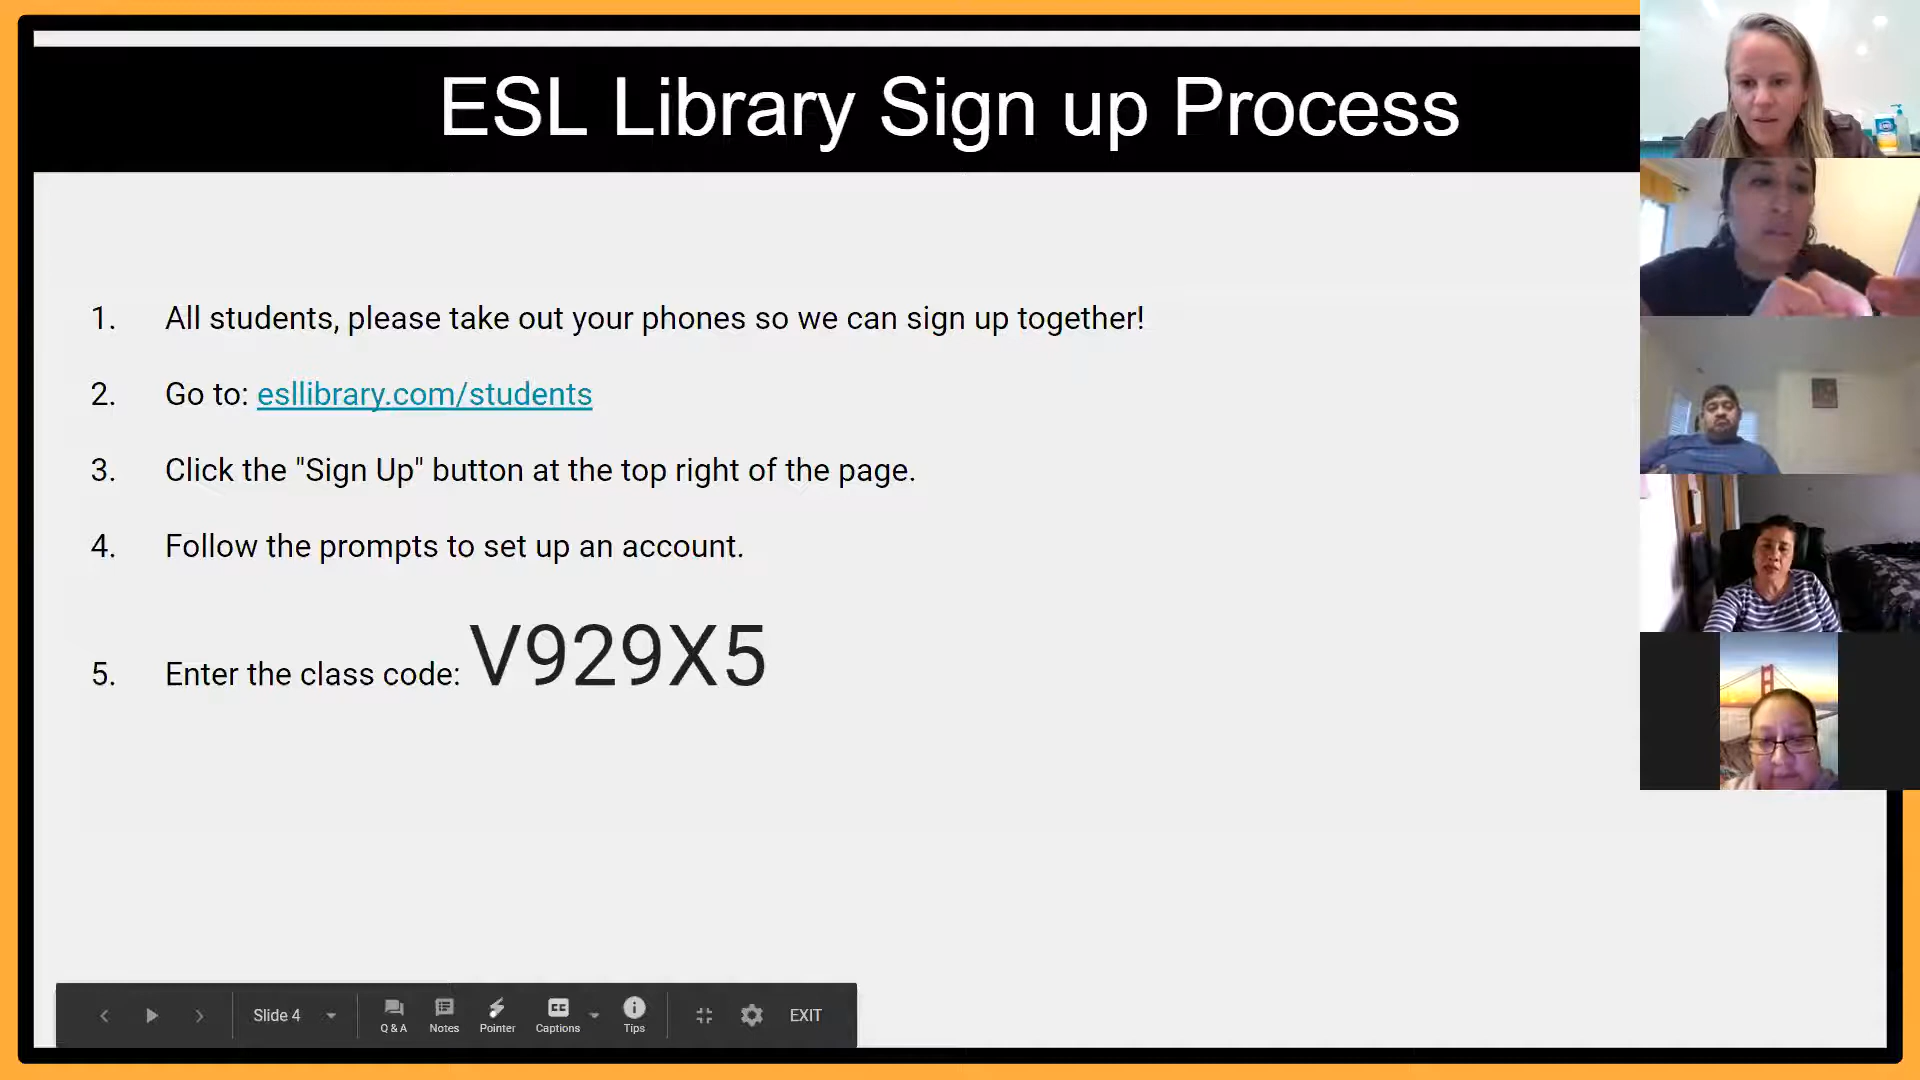 ESL Library Sign up Process
1. All students, please take out your phones so we can sign up together!
2. Go to: esllibrary.com/students
3. Click the "Sign Up" button at the top right of the page.
4. Follow the prompts to set up an account.
5. Enter the class code: V929X5
Slide 4 Q & A Notes Pointer Captions Tips EXIT